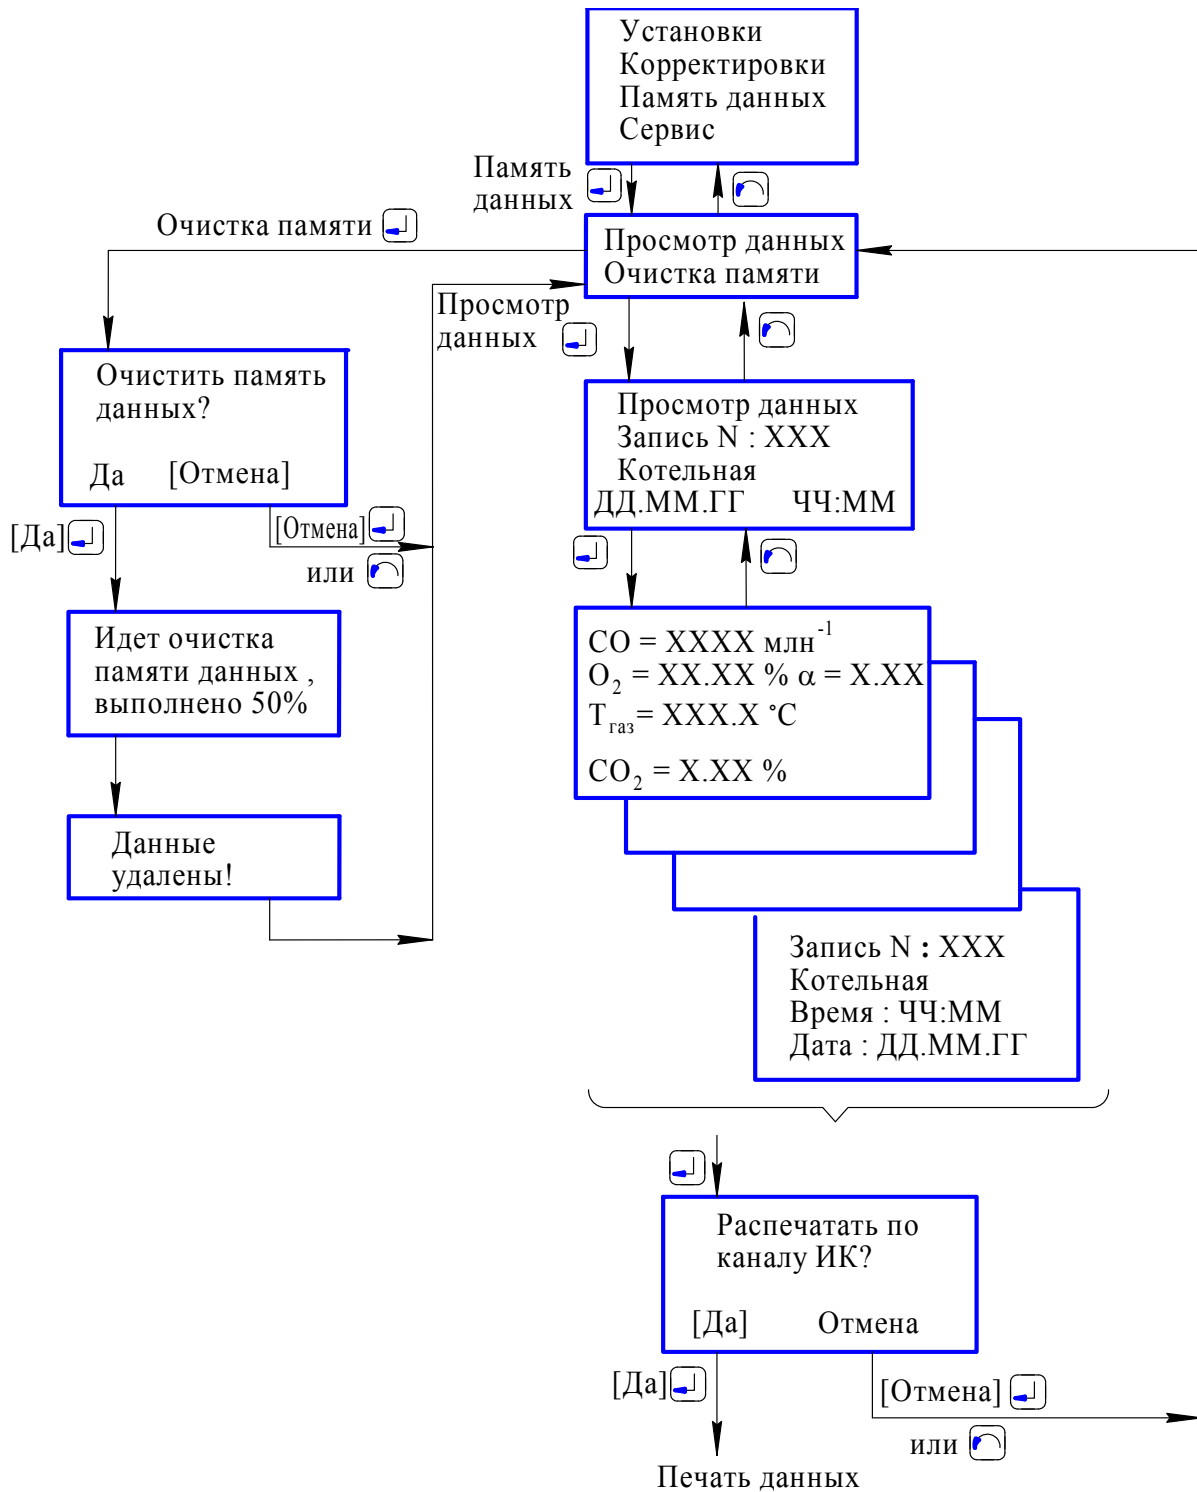 Установки
Корректировки
Память данных
Сервис
Память
данных
Очистка памяти
Просмотр данных
Очистка памяти
Просмотр
данных
Очистить память
данных?
Да [Отмена]
[Да]
[Отмена]
или
Идет очистка
памяти данных ,
выполнено 50%
Данные
удалены!
Просмотр данных
Запись N : XXX
Котельная
ДД.ММ.ГГ ЧЧ:ММ
CO = XXXX млн⁻¹
O₂ = XX.XX % α = X.XX
Tгаз= XXX.X °C
CO₂ = X.XX %
Запись N : XXX
Котельная
Время : ЧЧ:ММ
Дата : ДД.ММ.ГГ
Распечатать по
каналу ИК?
[Да] Отмена
[Да]
[Отмена]
или
Печать данных